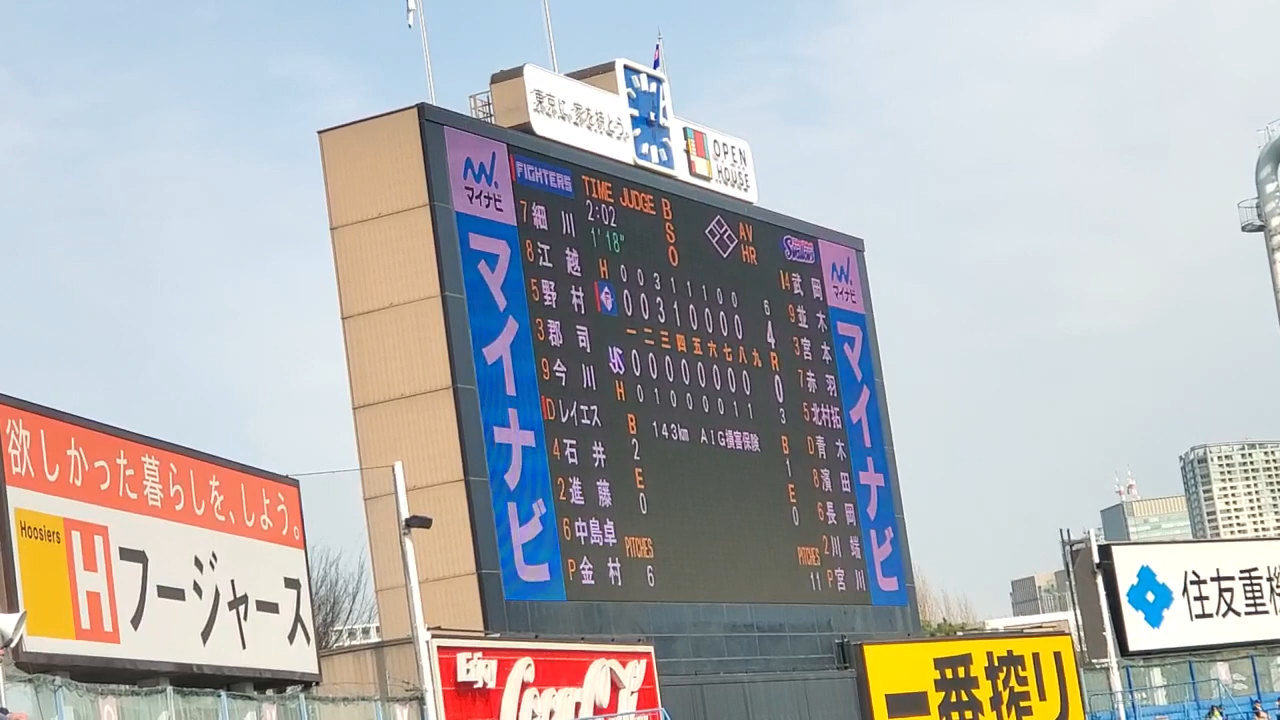 東京に、家を持とう。
OPEN HOUSE
マイナビ
FIGHTERS
TIME JUDGE
2:02
1'18"
B
S
O
AV
HR
Swallows
マイナビ
7 細川
8 江越
5 野村
3 郡司
9 今川
D レイエス
4 石井
2 進藤
6 中島卓
P 金村
H 0 0 3 1 1 1 0 0 6
F 0 0 3 1 0 0 0 0 4
一 二 三 四 五 六 七 八 九 R
YS 0 0 0 0 0 0 0 0 0
H 0 1 0 0 0 0 1 1 3
B 2
E 0
143km AIG損害保険
B 1
E 0
PITCHES 6
PITCHES 11
14 武岡
9 並木
3 宮本
7 赤羽
5 北村拓
D 青木
8 濱田
6 長岡
2 川端
P 宮川
マイナビ
マイナビ
欲しかった暮らしを、しよう。
Hoosiers
フージャース
Enjoy
Coca-Cola
一番搾り
住友重機